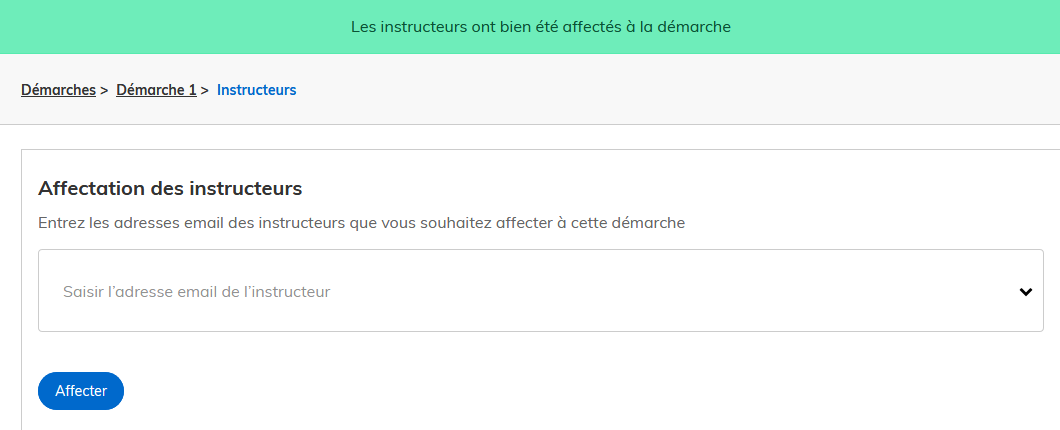 Les instructeurs ont bien été affectés à la démarche
Démarches > Démarche 1 > Instructeurs
Affectation des instructeurs
Entrez les adresses email des instructeurs que vous souhaitez affecter à cette démarche
Saisir l’adresse email de l’instructeur
Affecter